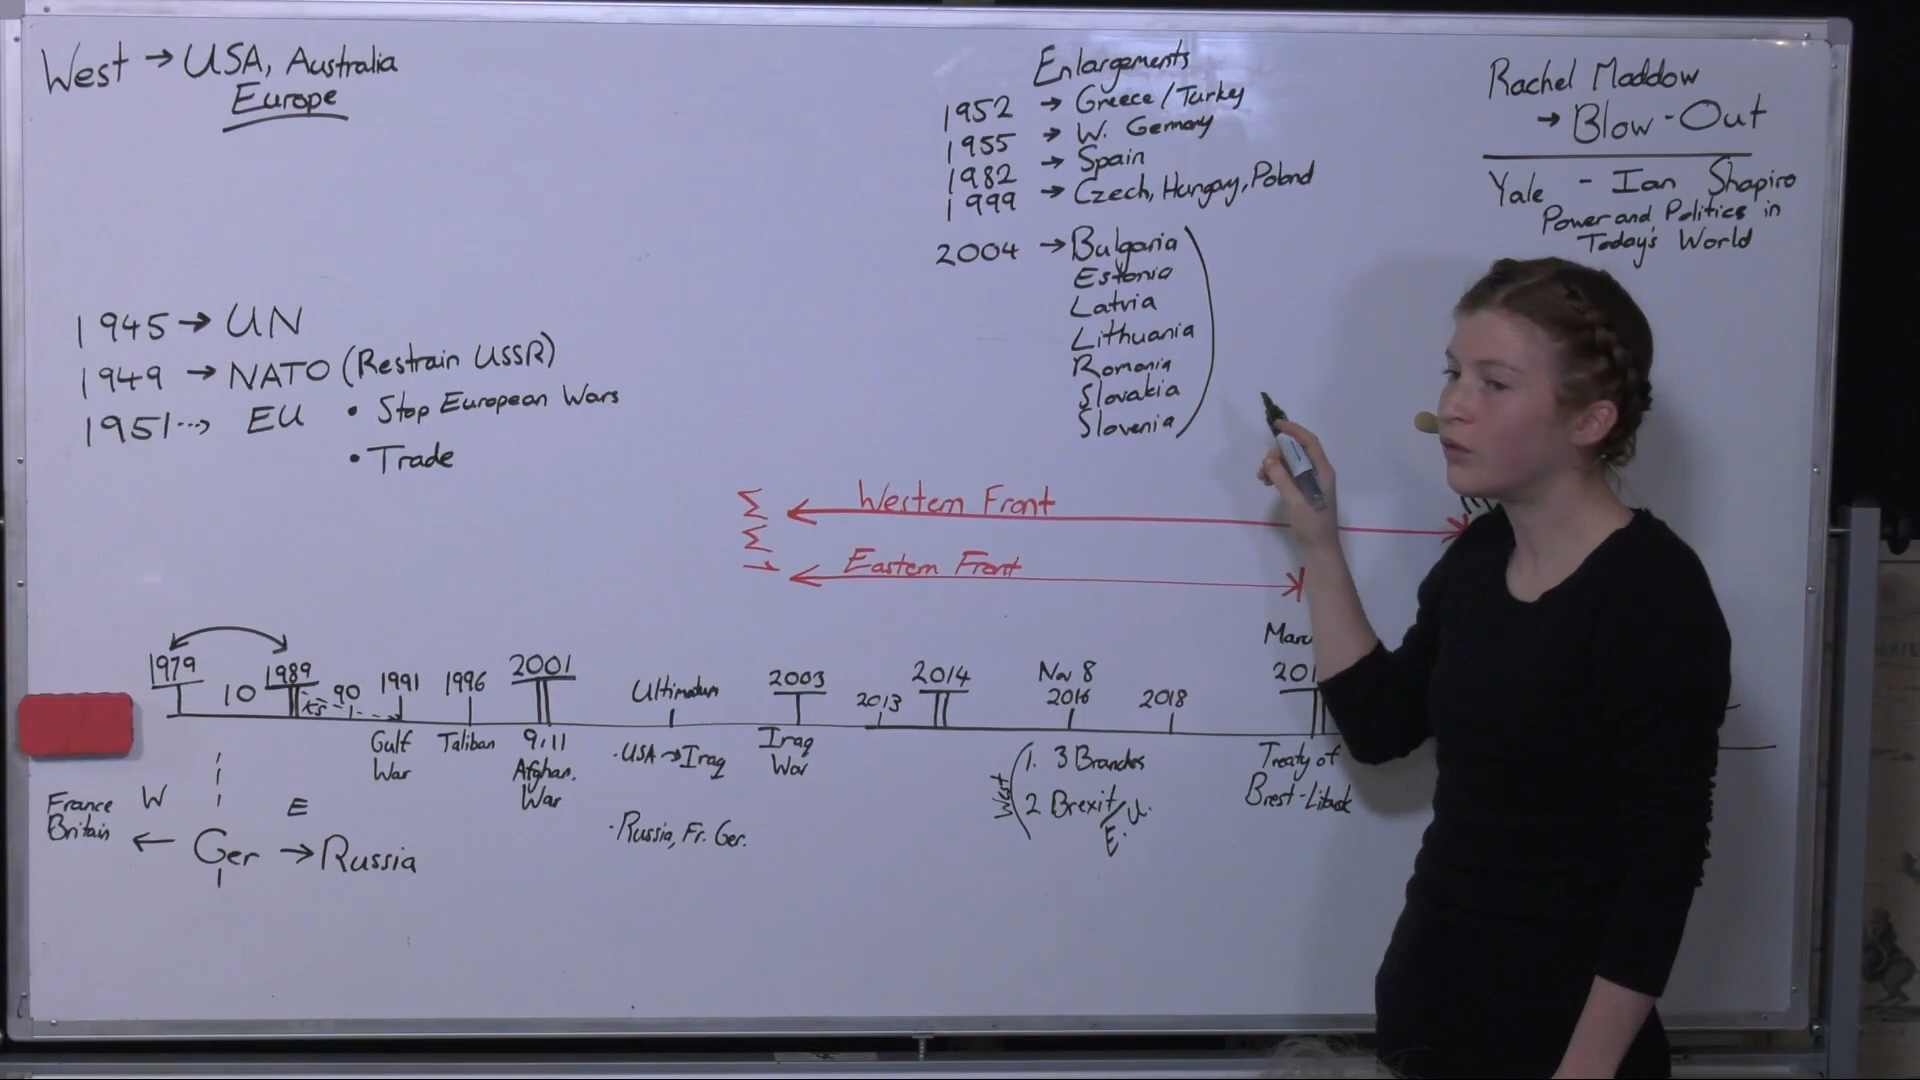 West → USA, Australia
Europe
1945 → UN
1949 → NATO (Restrain USSR)
1951 ⇢ EU • Stop European Wars
• Trade
Enlargements
1952 → Greece/Turkey
1955 → W. Germany
1982 → Spain
1999 → Czech, Hungary, Poland
2004 → Bulgaria
Estonia
Latvia
Lithuania
Romania
Slovakia
Slovenia
Rachel Maddow
→ Blow-Out
Yale - Ian Shapiro
Power and Politics in
Today's World
Western Front
Eastern Front
1979
10
1989
90
1991
Gulf
War
1996
Taliban
2001
9.11
Afghan.
War
Ultimatum
· USA → Iraq
· Russia, Fr. Ger.
2003
Iraq
War
2013
2014
Nov 8
2016
West
1. 3 Branches
2 Brexit/
E.U.
2018
Treaty of
France
Britain
W
E
← Ger → Russia